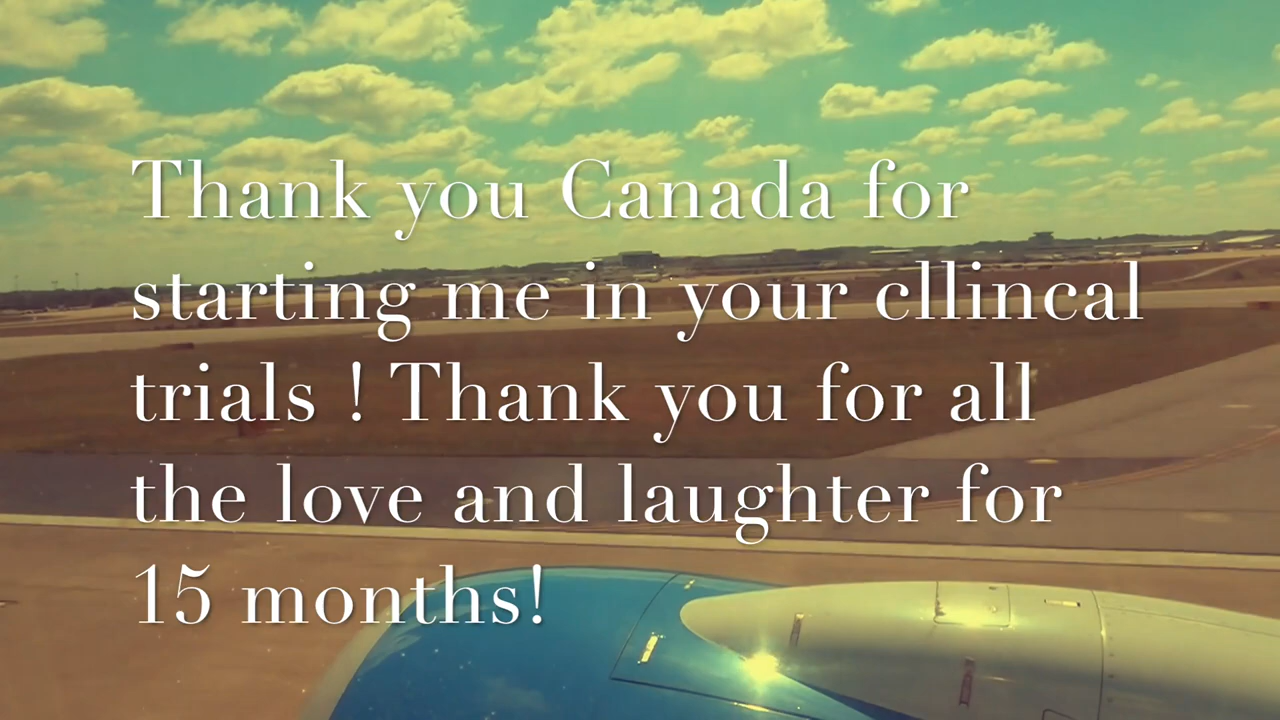 Thank you Canada for
starting me in your cllincal
trials ! Thank you for all
the love and laughter for
15 months!